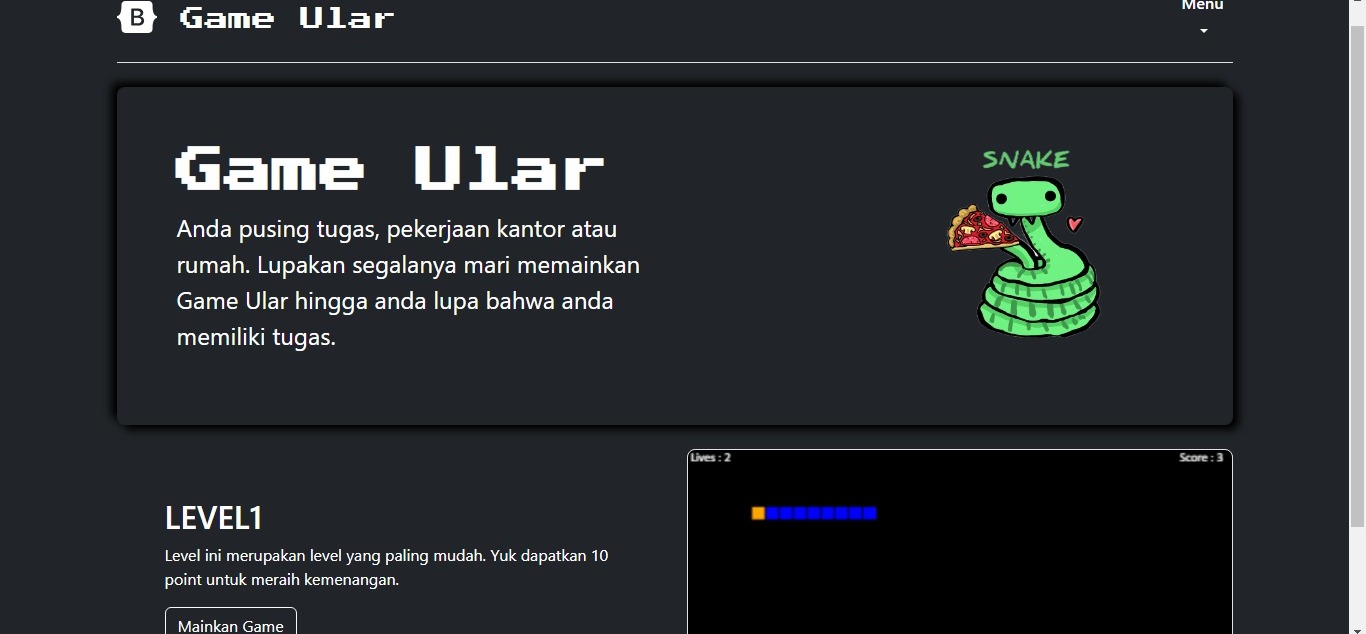 B Game Ular
Menu
Game Ular
Anda pusing tugas, pekerjaan kantor atau
rumah. Lupakan segalanya mari memainkan
Game Ular hingga anda lupa bahwa anda
memiliki tugas.
SNAKE
Lives : 2
Score : 3
LEVEL1
Level ini merupakan level yang paling mudah. Yuk dapatkan 10
point untuk meraih kemenangan.
Mainkan Game